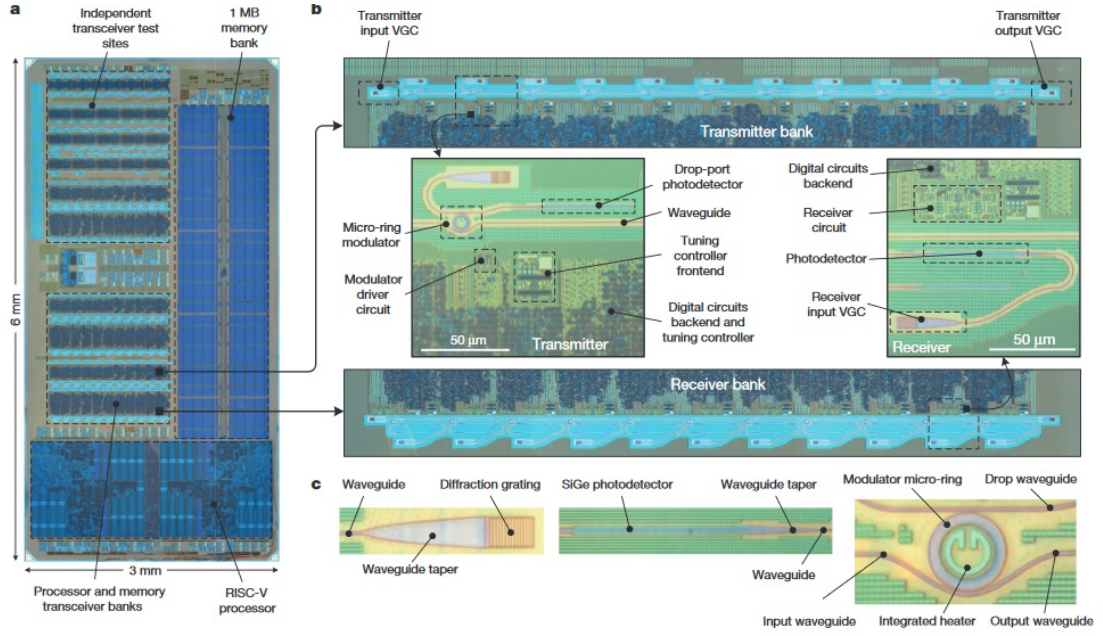 a
Independent
transceiver test
sites
1 MB
memory
bank
6 mm
3 mm
Processor and memory
transceiver banks
RISC-V
processor
b
Transmitter
input VGC
Transmitter
output VGC
Transmitter bank
Micro-ring
modulator
Modulator
driver
circuit
Drop-port
photodetector
Waveguide
Tuning
controller
frontend
Digital circuits
backend and
tuning controller
50 μm
Transmitter
Digital circuits
backend
Receiver
circuit
Photodetector
Receiver
input VGC
Receiver
50 μm
Receiver bank
c
Waveguide
Diffraction grating
Waveguide taper
SiGe photodetector
Waveguide taper
Waveguide
Modulator micro-ring
Drop waveguide
Input waveguide
Integrated heater
Output waveguide